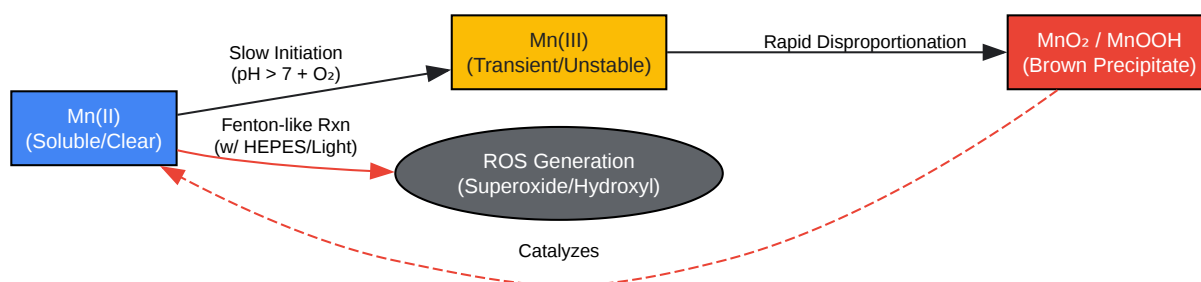 Slow Initiation
(pH > 7 + O₂)
Mn(III)
(Transient/Unstable)
Rapid Disproportionation
MnO₂ / MnOOH
(Brown Precipitate)
Mn(II)
(Soluble/Clear)
Fenton-like Rxn
(w/ HEPES/Light)
ROS Generation
(Superoxide/Hydroxyl)
Catalyzes